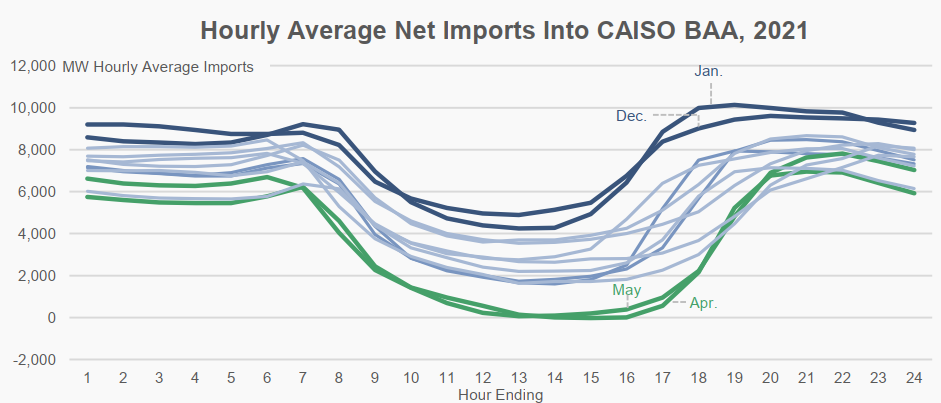 Hourly Average Net Imports Into CAISO BAA, 2021
12,000 MW Hourly Average Imports
Jan.
10,000
Dec.
8,000
6,000
4,000
2,000
May
Apr.
0
-2,000
1 2 3 4 5 6 7 8 9 10 11 12 13 14 15 16 17 18 19 20 21 22 23 24
Hour Ending